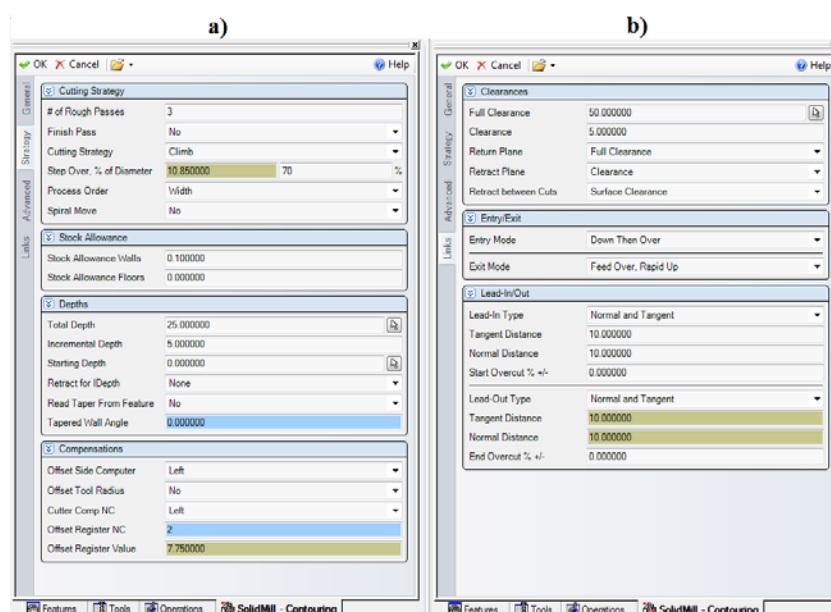 a)
OK Cancel Help
General
Strategy
Advanced
Links
Cutting Strategy
# of Rough Passes 3
Finish Pass No
Cutting Strategy Climb
Step Over, % of Diameter 10.850000 70 %
Process Order Width
Spiral Move No
Stock Allowance
Stock Allowance Walls 0.100000
Stock Allowance Floors 0.000000
Depths
Total Depth 25.000000
Incremental Depth 5.000000
Starting Depth 0.000000
Retract for IDepth None
Read Taper From Feature No
Tapered Wall Angle 0.000000
Compensations
Offset Side Computer Left
Offset Tool Radius No
Cutter Comp NC Left
Offset Register NC 2
Offset Register Value 7.750000
Features Tools Operations SolidMill - Contouring
b)
OK Cancel Help
General
Strategy
Advanced
Links
Clearances
Full Clearance 50.000000
Clearance 5.000000
Return Plane Full Clearance
Retract Plane Clearance
Retract between Cuts Surface Clearance
Entry/Exit
Entry Mode Down Then Over
Exit Mode Feed Over, Rapid Up
Lead-In/Out
Lead-In Type Normal and Tangent
Tangent Distance 10.000000
Normal Distance 10.000000
Start Overcut % +/- 0.000000
Lead-Out Type Normal and Tangent
Tangent Distance 10.000000
Normal Distance 10.000000
End Overcut % +/- 0.000000
Features Tools Operations SolidMill - Contouring